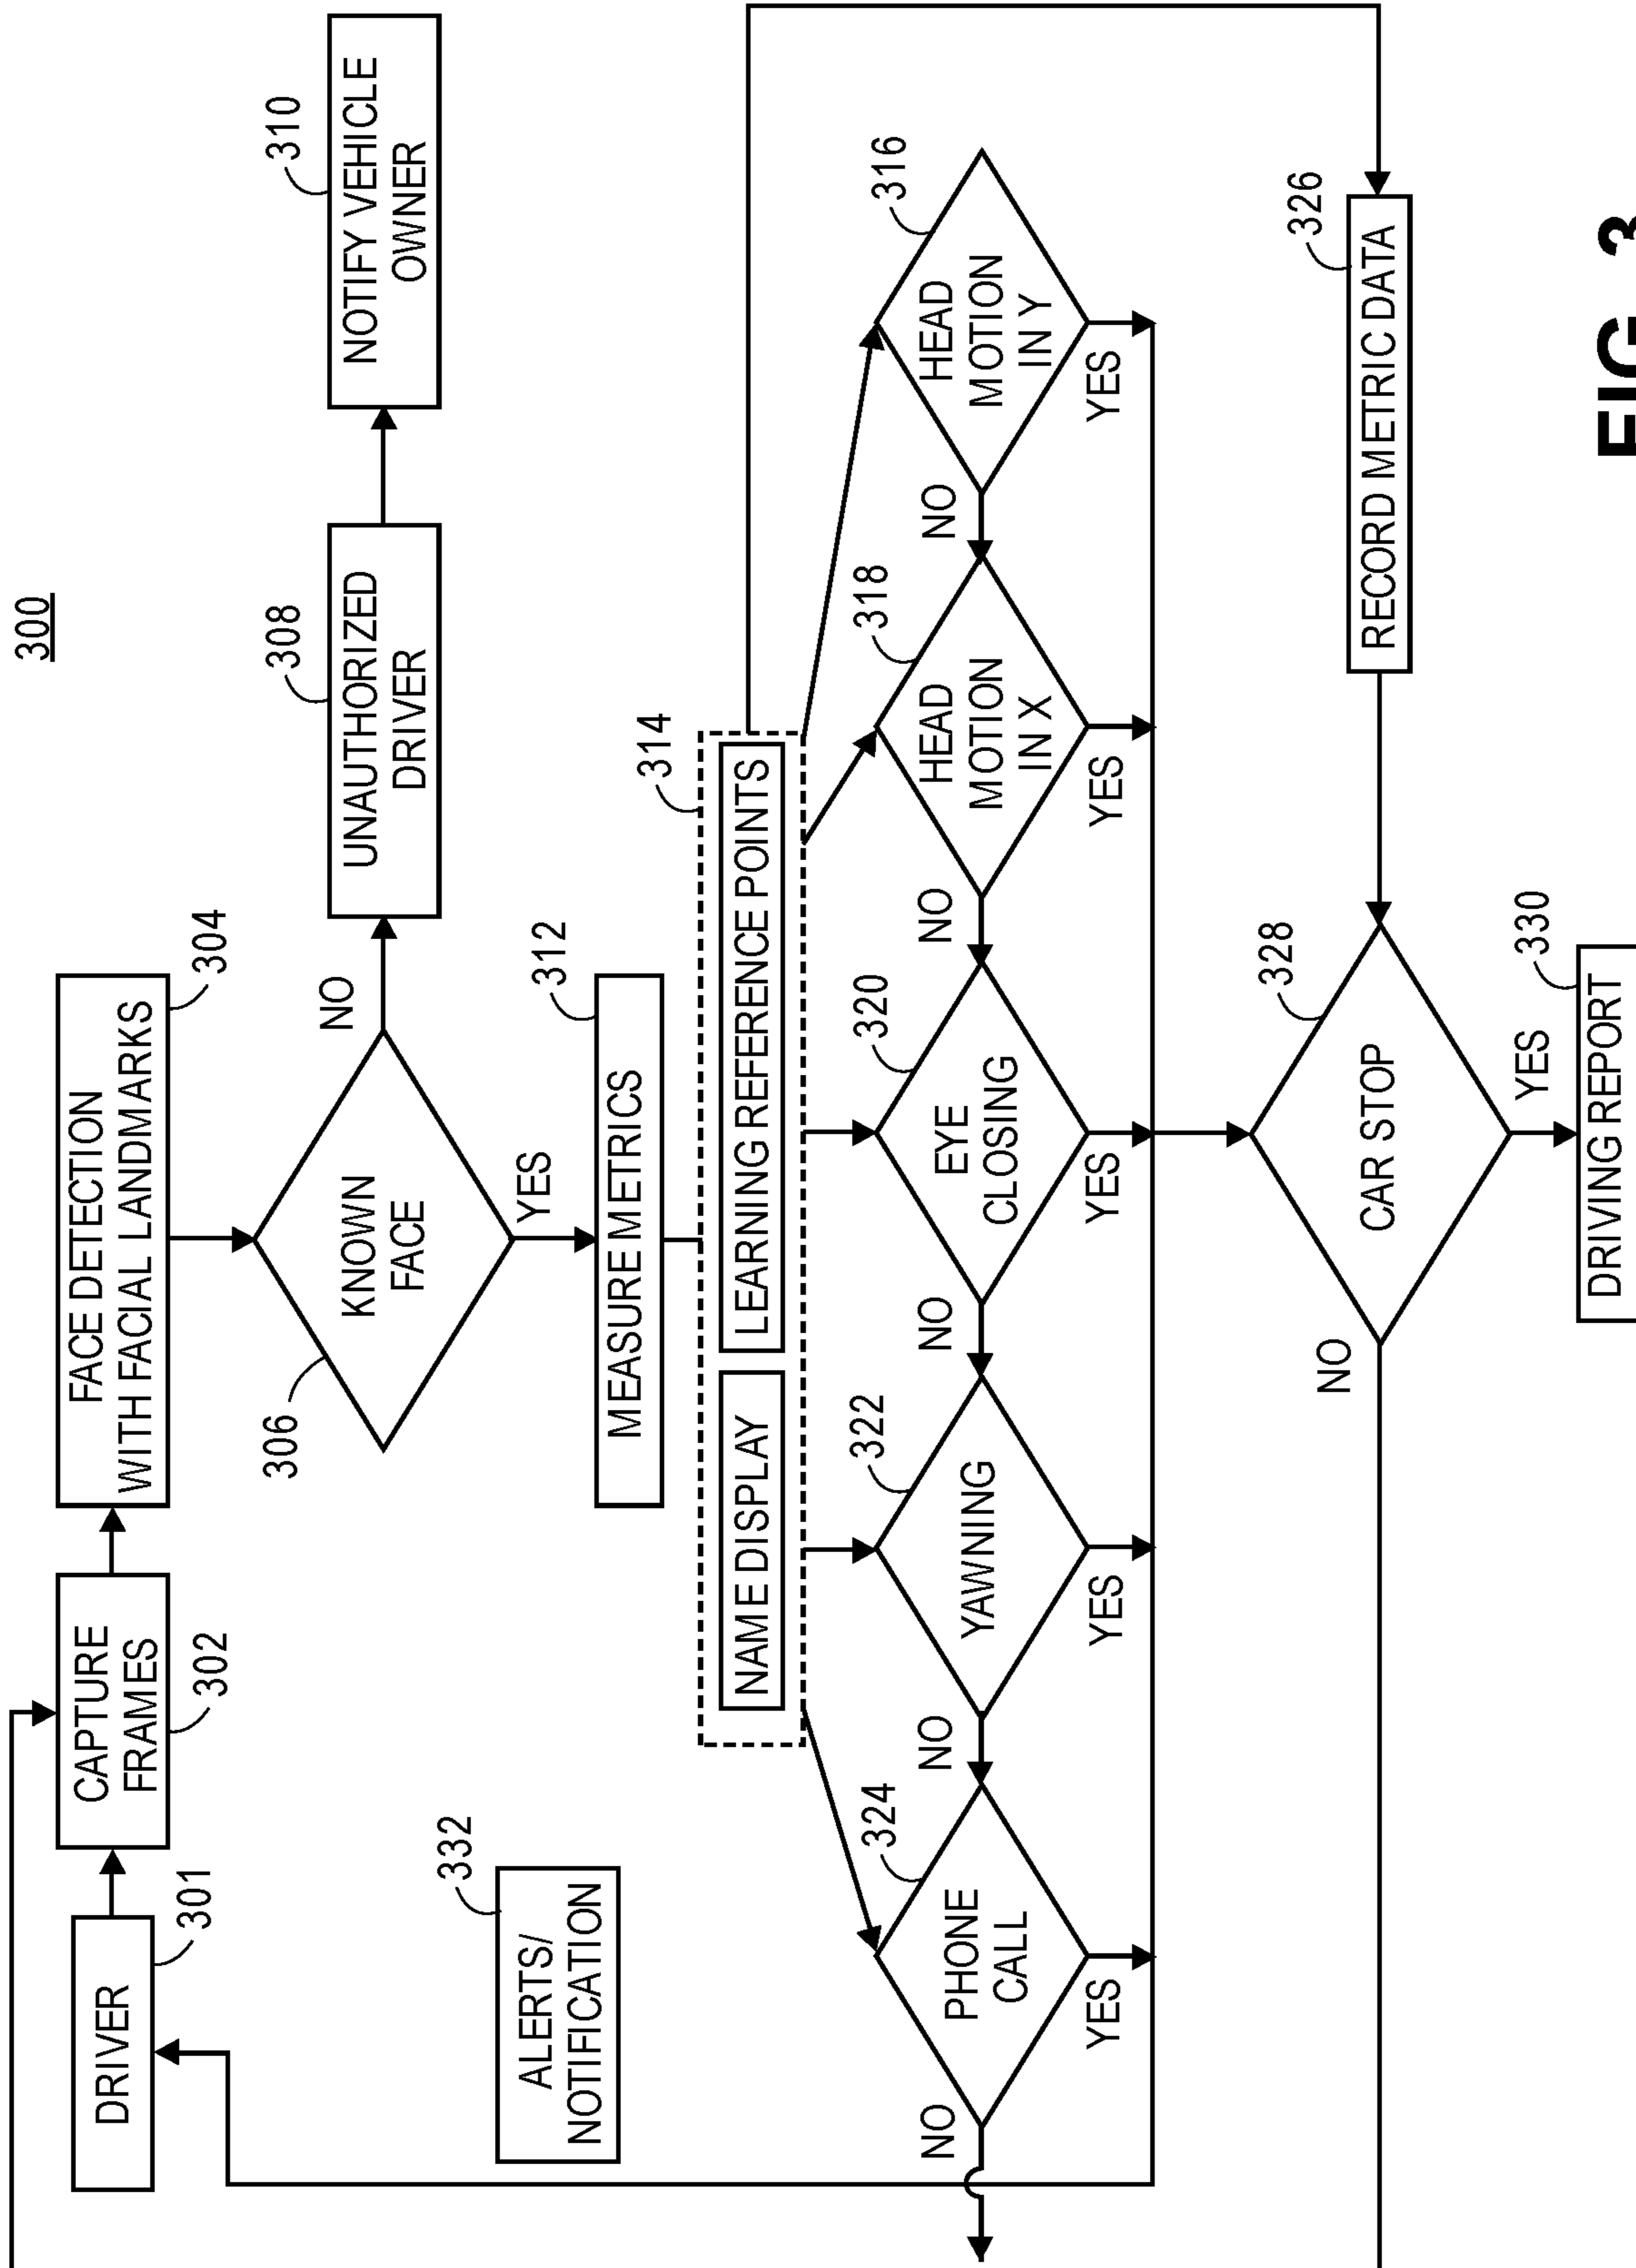 300
DRIVER
301
CAPTURE
FRAMES
302
FACE DETECTION
WITH FACIAL LANDMARKS
304
306
KNOWN
FACE
NO
YES
308
UNAUTHORIZED
DRIVER
310
NOTIFY VEHICLE
OWNER
332
ALERTS/
NOTIFICATION
312
MEASURE METRICS
314
NAME DISPLAY
LEARNING REFERENCE POINTS
324
PHONE
CALL
NO
YES
322
YAWNING
NO
YES
320
EYE
CLOSING
NO
YES
318
HEAD
MOTION
IN X
NO
YES
316
HEAD
MOTION
IN Y
NO
YES
326
RECORD METRIC DATA
328
CAR STOP
NO
YES
330
DRIVING REPORT
FIG. 3